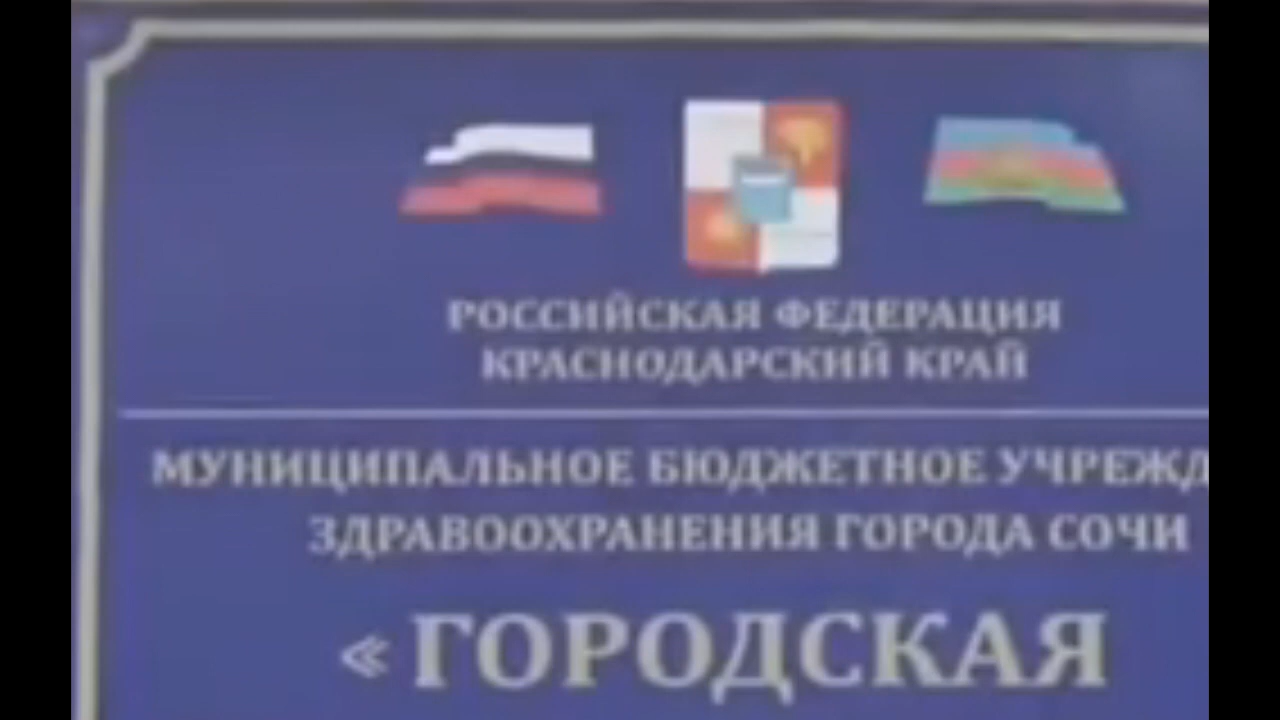 РОССИЙСКАЯ ФЕДЕРАЦИЯ
КРАСНОДАРСКИЙ КРАЙ
МУНИЦИПАЛЬНОЕ БЮДЖЕТНОЕ УЧРЕЖД
ЗДРАВООХРАНЕНИЯ ГОРОДА СОЧИ
« ГОРОДСКАЯ